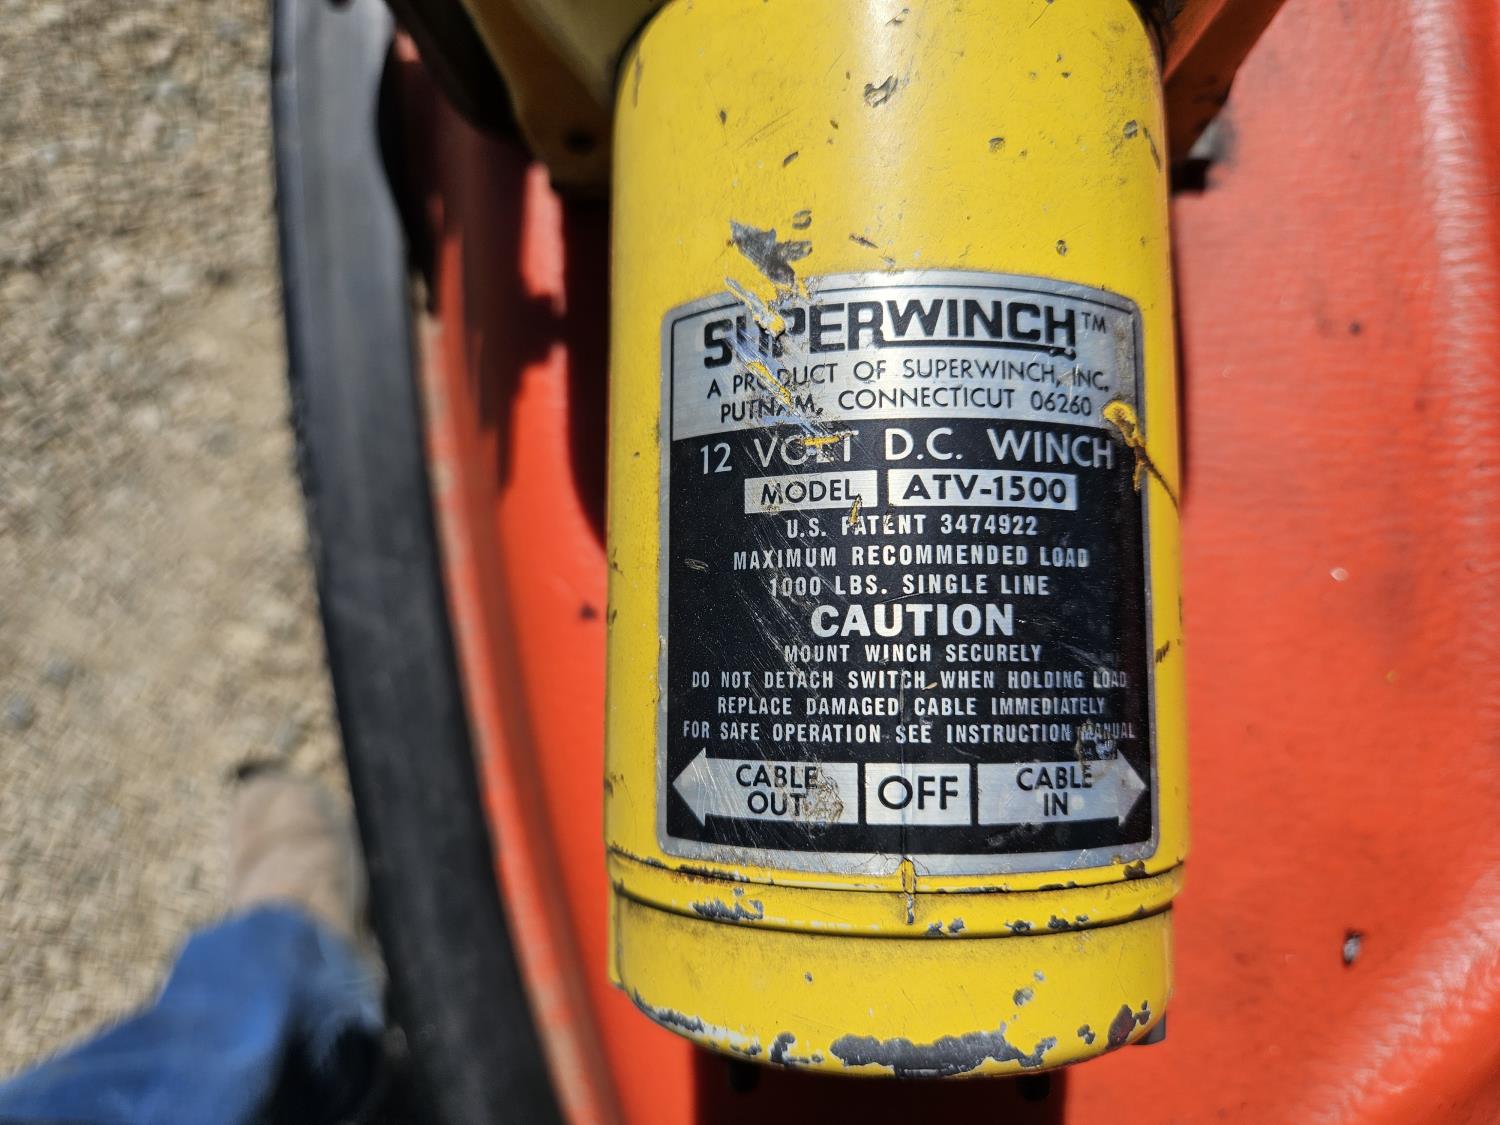 SUPERWINCH™
A PRODUCT OF SUPERWINCH, INC.
PUTNAM, CONNECTICUT 06260
12 VOLT D.C. WINCH
MODEL ATV-1500
U.S. PATENT 3474922
MAXIMUM RECOMMENDED LOAD
1000 LBS. SINGLE LINE
CAUTION
MOUNT WINCH SECURELY
DO NOT DETACH SWITCH WHEN HOLDING LOAD
REPLACE DAMAGED CABLE IMMEDIATELY
FOR SAFE OPERATION SEE INSTRUCTION MANUAL
CABLE OUT
OFF
CABLE IN